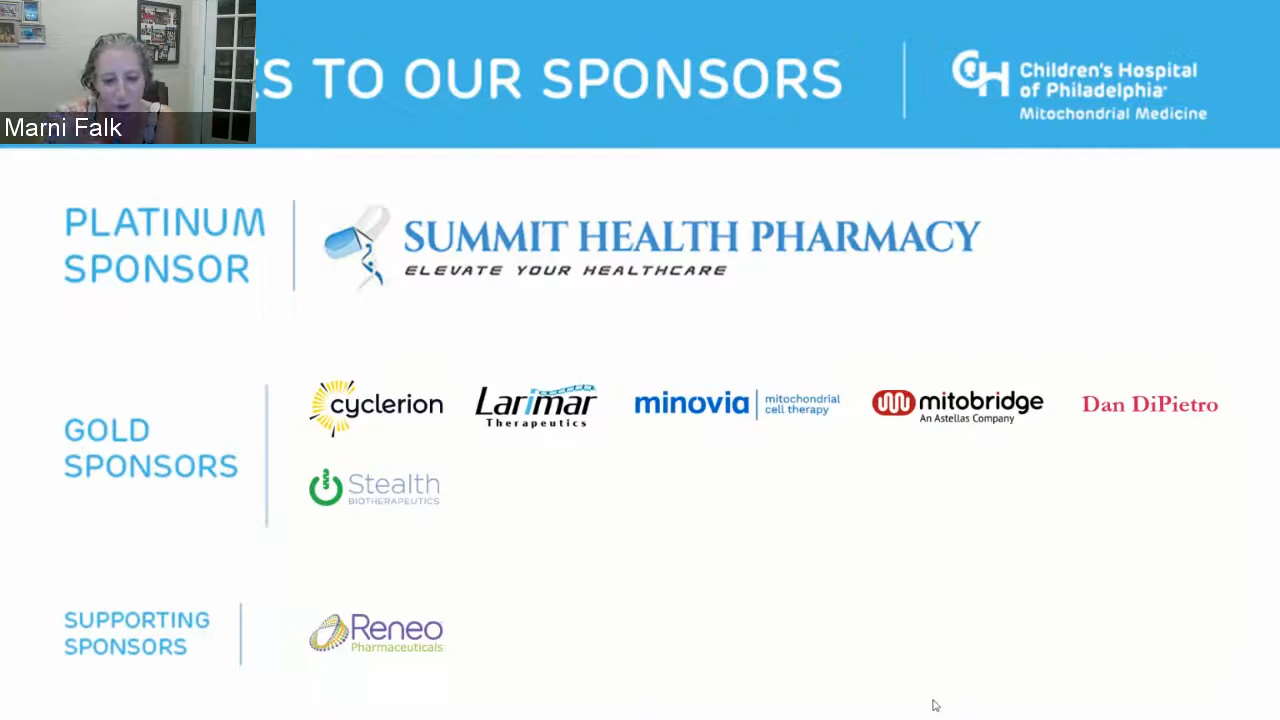 Marni Falk
S TO OUR SPONSORS
Children's Hospital
of Philadelphia
Mitochondrial Medicine
PLATINUM
SPONSOR
SUMMIT HEALTH PHARMACY
ELEVATE YOUR HEALTHCARE
GOLD
SPONSORS
cyclerion
Larimar
Therapeutics
minovia
mitochondrial
cell therapy
mitobridge
An Astellas Company
Dan DiPietro
Stealth
BIOTHERAPEUTICS
SUPPORTING
SPONSORS
Reneo
Pharmaceuticals